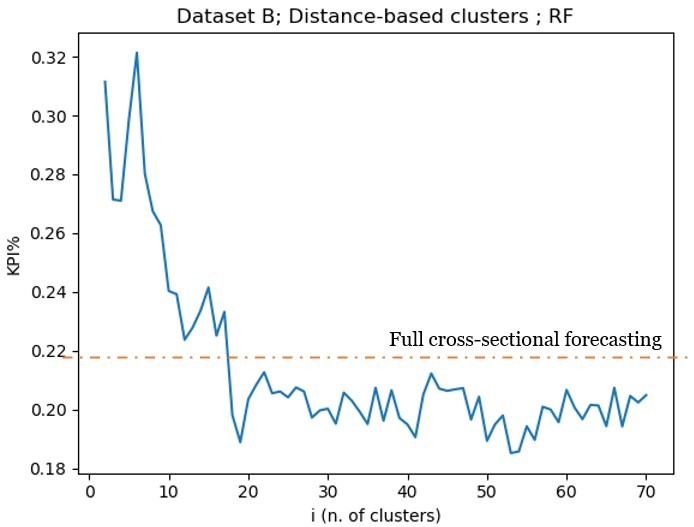 Dataset B; Distance-based clusters ; RF
0.32
0.30
0.28
0.26
0.24
0.22
0.20
0.18
KPI%
Full cross-sectional forecasting
0 10 20 30 40 50 60 70
i (n. of clusters)